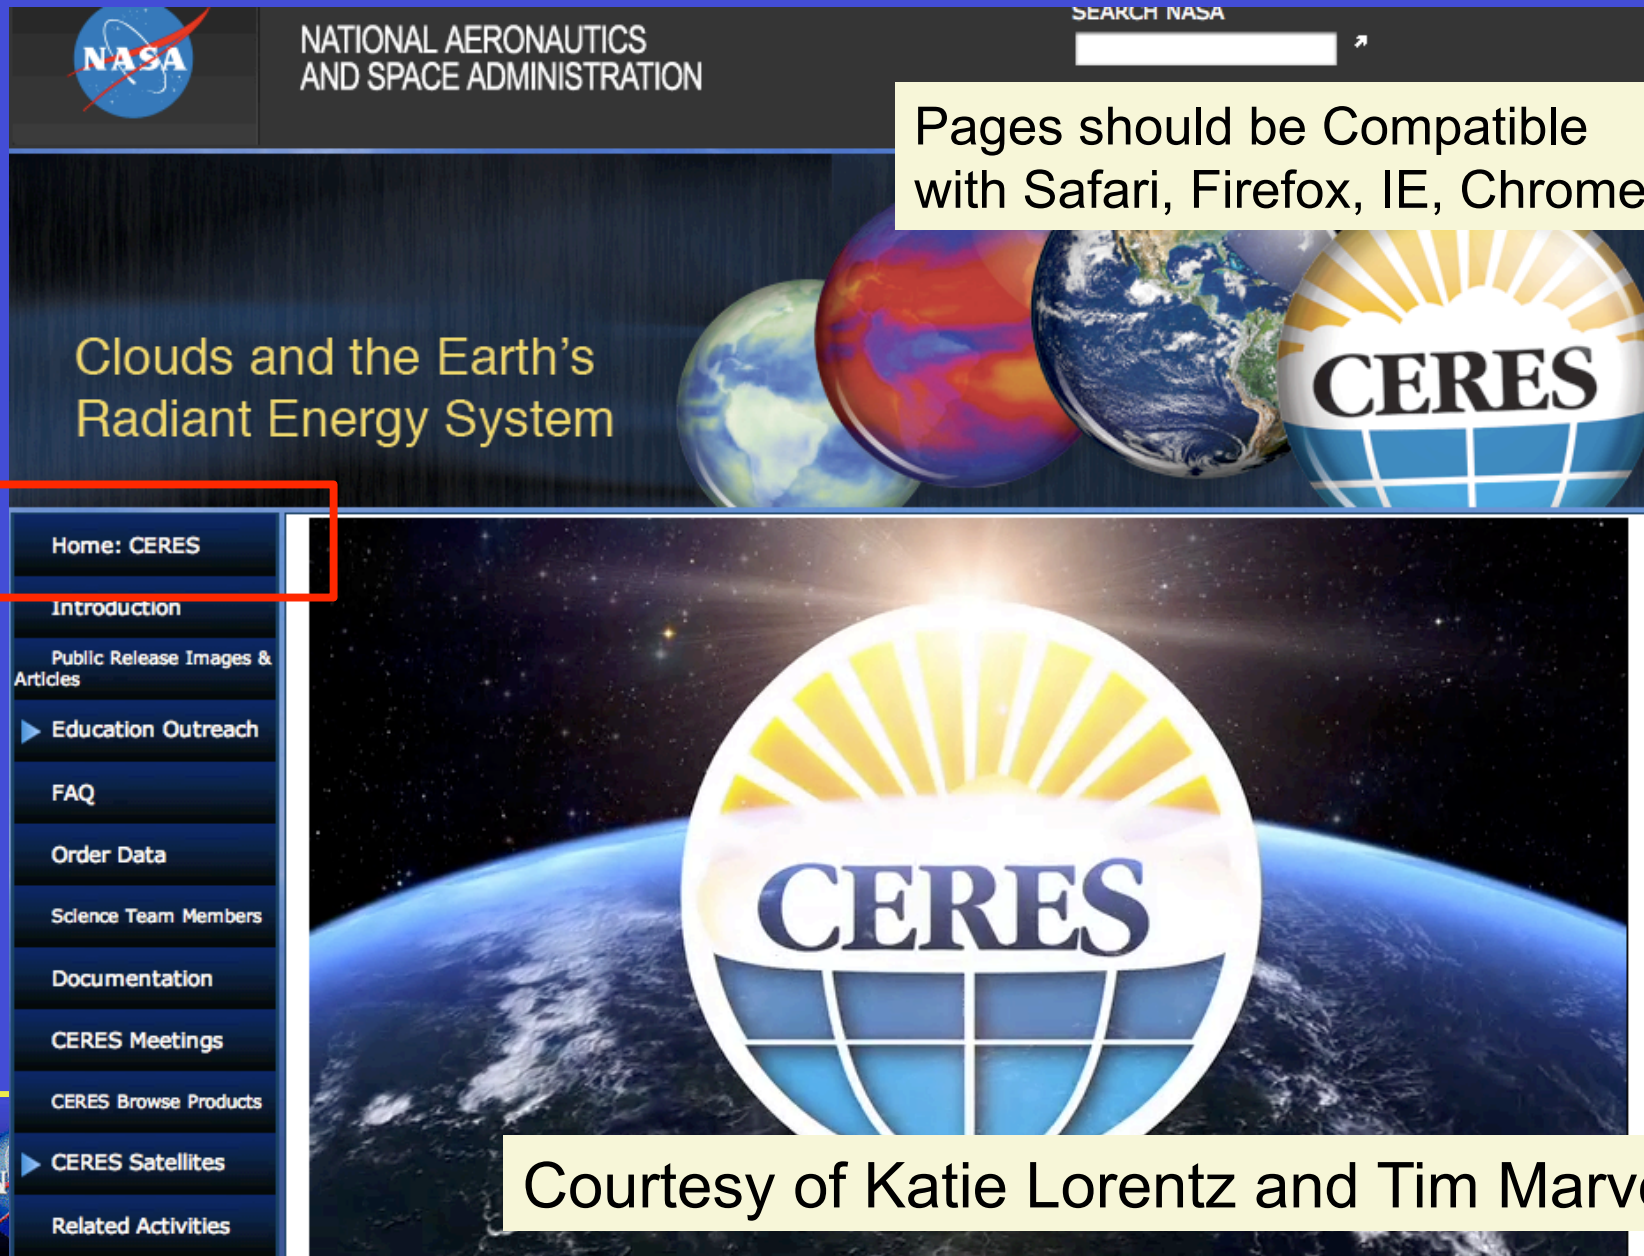 NASA
NATIONAL AERONAUTICS
AND SPACE ADMINISTRATION
SEARCH NASA
Pages should be Compatible
with Safari, Firefox, IE, Chrome
Clouds and the Earth's
Radiant Energy System
CERES
Home: CERES
Introduction
Public Release Images &
Articles
Education Outreach
FAQ
Order Data
Science Team Members
Documentation
CERES Meetings
CERES Browse Products
CERES Satellites
Related Activities
CERES
Courtesy of Katie Lorentz and Tim